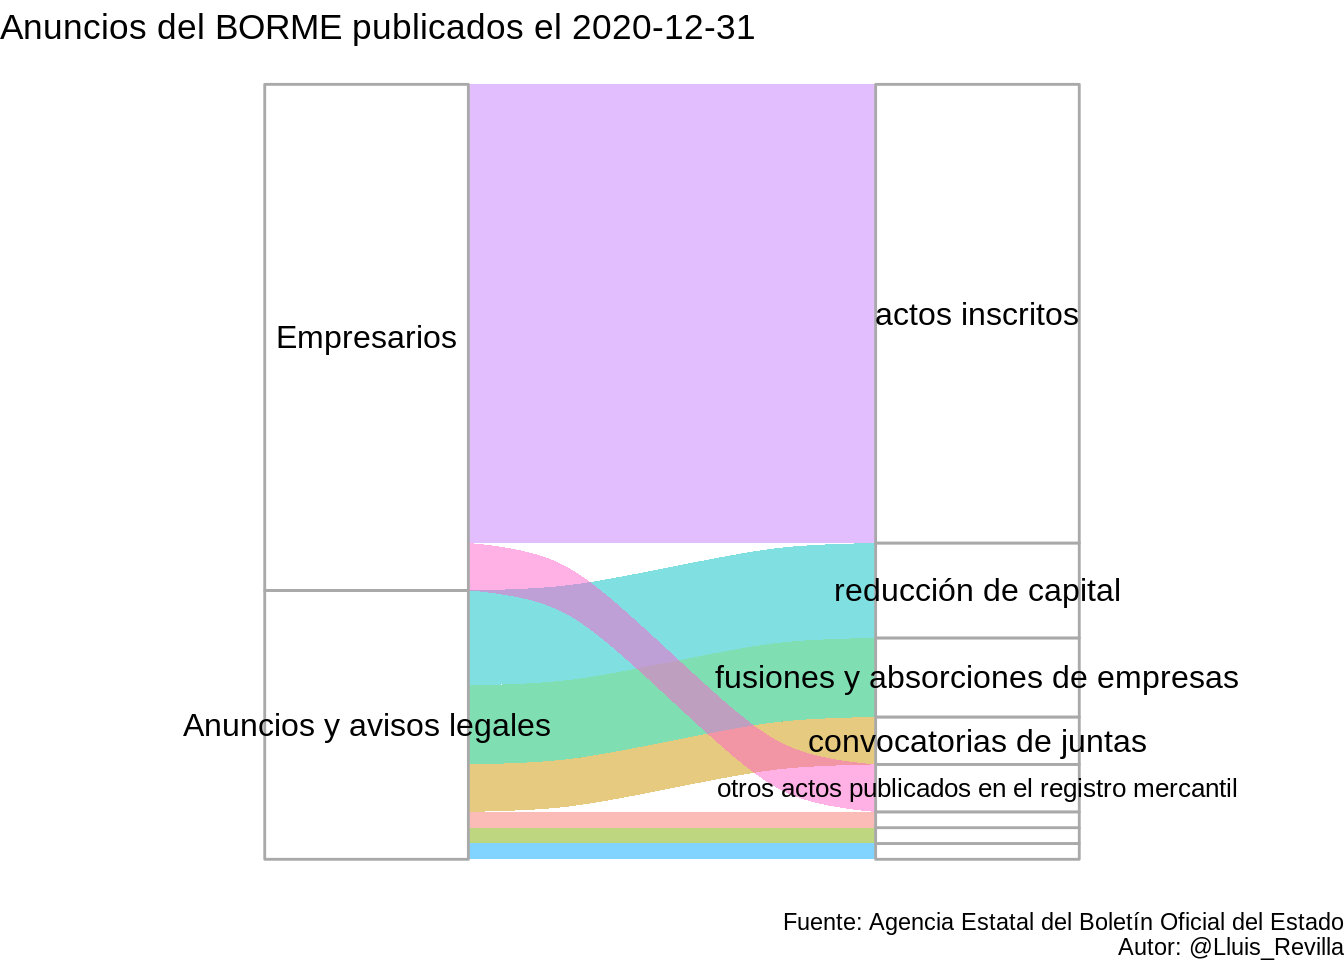 Anuncios del BORME publicados el 2020-12-31
Empresarios
actos inscritos
reducción de capital
fusiones y absorciones de empresas
Anuncios y avisos legales
convocatorias de juntas
otros actos publicados en el registro mercantil
Fuente: Agencia Estatal del Boletín Oficial del Estado
Autor: @Lluis_Revilla